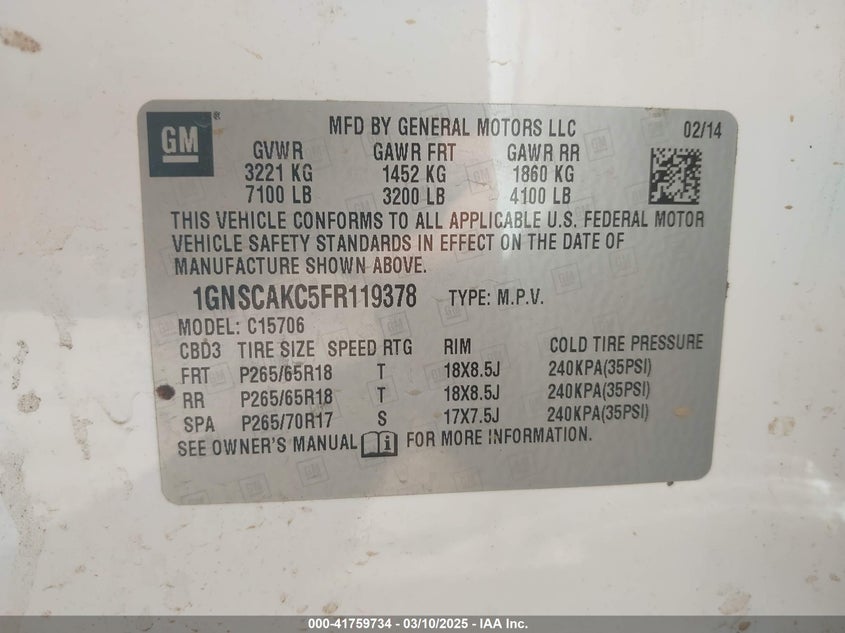 GM ® MFD BY GENERAL MOTORS LLC 02/14
GVWR GAWR FRT GAWR RR
3221 KG 1452 KG 1860 KG
7100 LB 3200 LB 4100 LB
THIS VEHICLE CONFORMS TO ALL APPLICABLE U.S. FEDERAL MOTOR
VEHICLE SAFETY STANDARDS IN EFFECT ON THE DATE OF
MANUFACTURE SHOWN ABOVE.
1GNSCAKC5FR119378 TYPE: M.P.V.
MODEL: C15706
CBD3 TIRE SIZE SPEED RTG RIM COLD TIRE PRESSURE
FRT P265/65R18 T 18X8.5J 240KPA(35PSI)
RR P265/65R18 T 18X8.5J 240KPA(35PSI)
SPA P265/70R17 S 17X7.5J 240KPA(35PSI)
SEE OWNER'S MANUAL i FOR MORE INFORMATION.
000-41759734 - 03/10/2025 - IAA Inc.